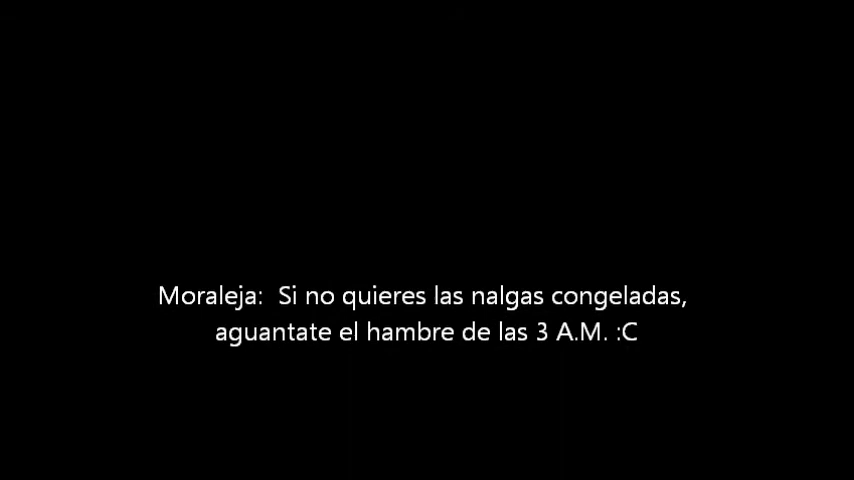 Moraleja:  Si no quieres las nalgas congeladas,
aguantate el hambre de las 3 A.M. :C